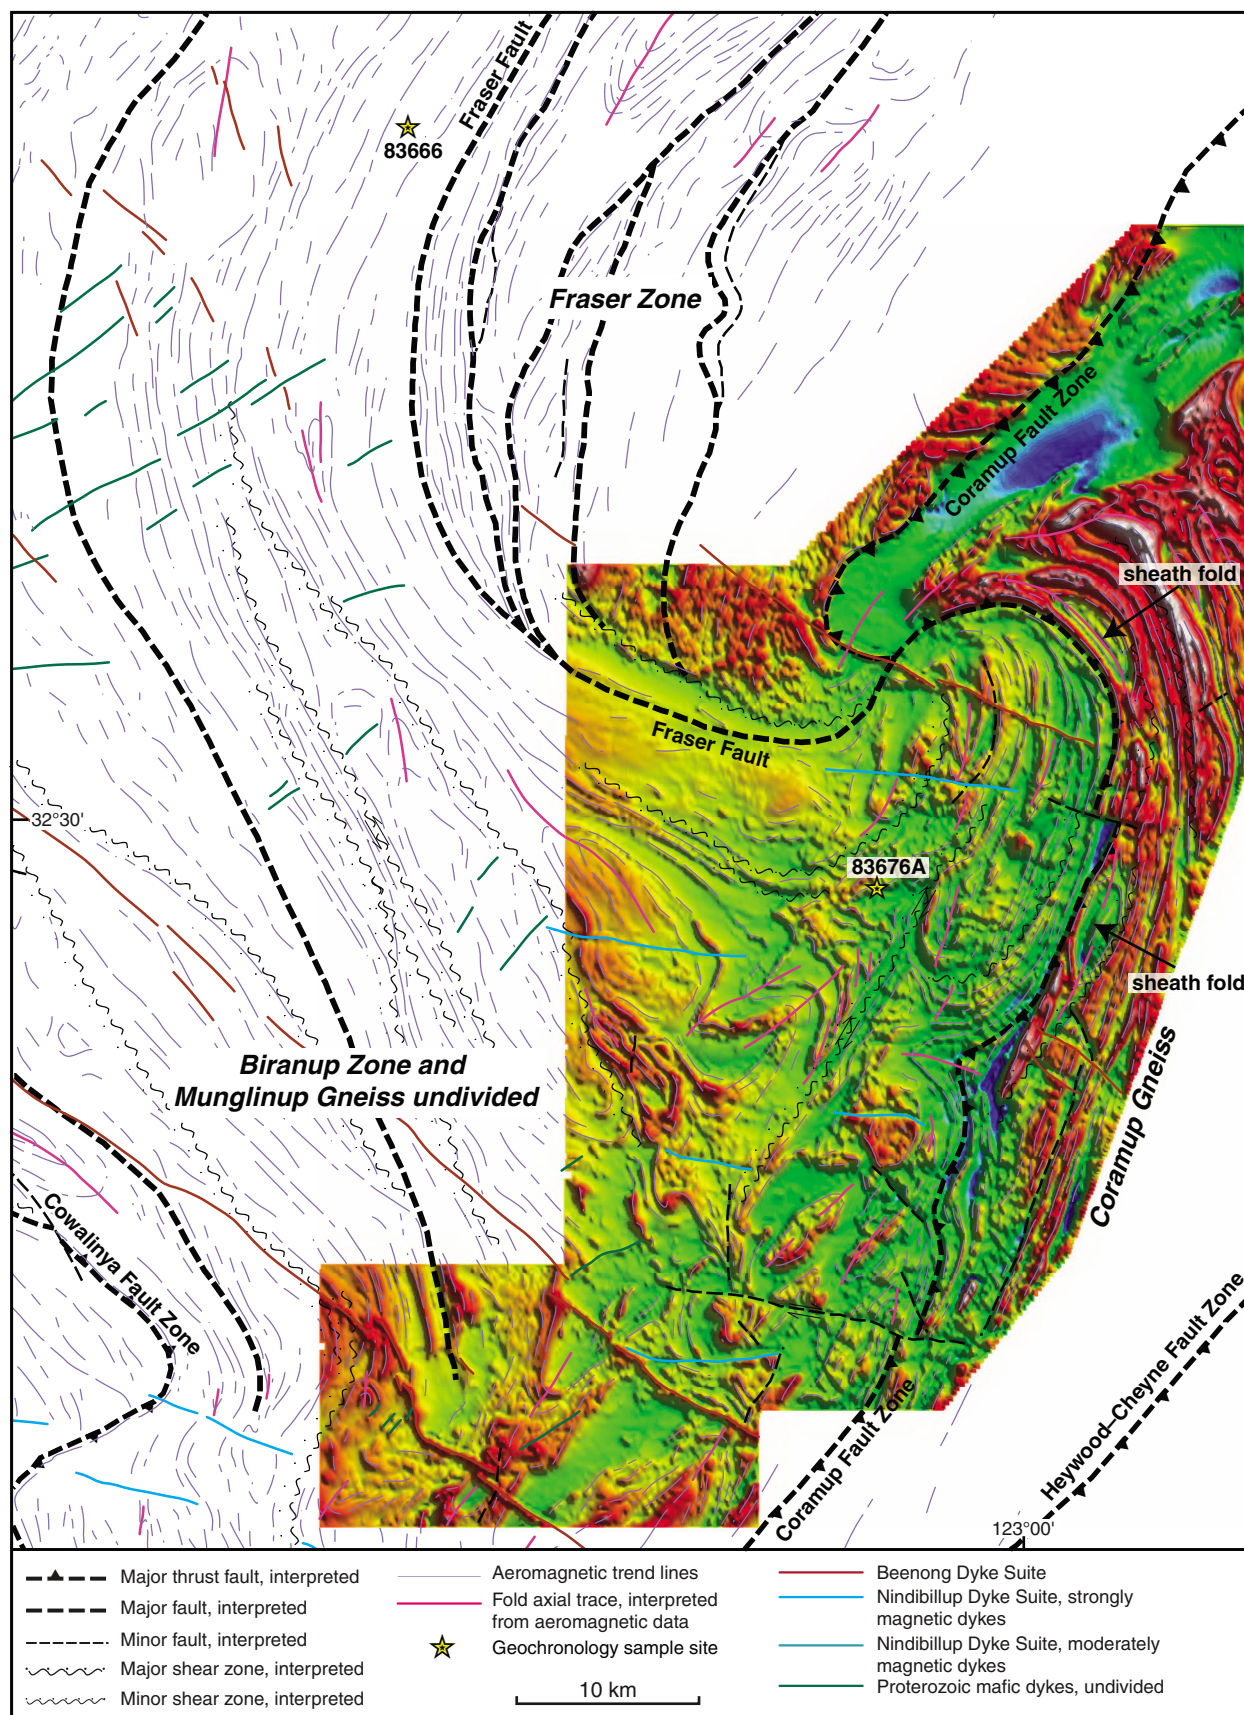 Fraser Fault
83666
Fraser Zone
Coramup Fault Zone
sheath fold
Fraser Fault
32°30'
83676A
sheath fold
Biranup Zone and
Munglinup Gneiss undivided
Coramup Gneiss
Cowalinya Fault Zone
Heywood–Cheyne Fault Zone
Coramup Fault Zone
123°00'
Major thrust fault, interpreted
Major fault, interpreted
Minor fault, interpreted
Major shear zone, interpreted
Minor shear zone, interpreted
Aeromagnetic trend lines
Fold axial trace, interpreted
from aeromagnetic data
Geochronology sample site
10 km
Beenong Dyke Suite
Nindibillup Dyke Suite, strongly
magnetic dykes
Nindibillup Dyke Suite, moderately
magnetic dykes
Proterozoic mafic dykes, undivided